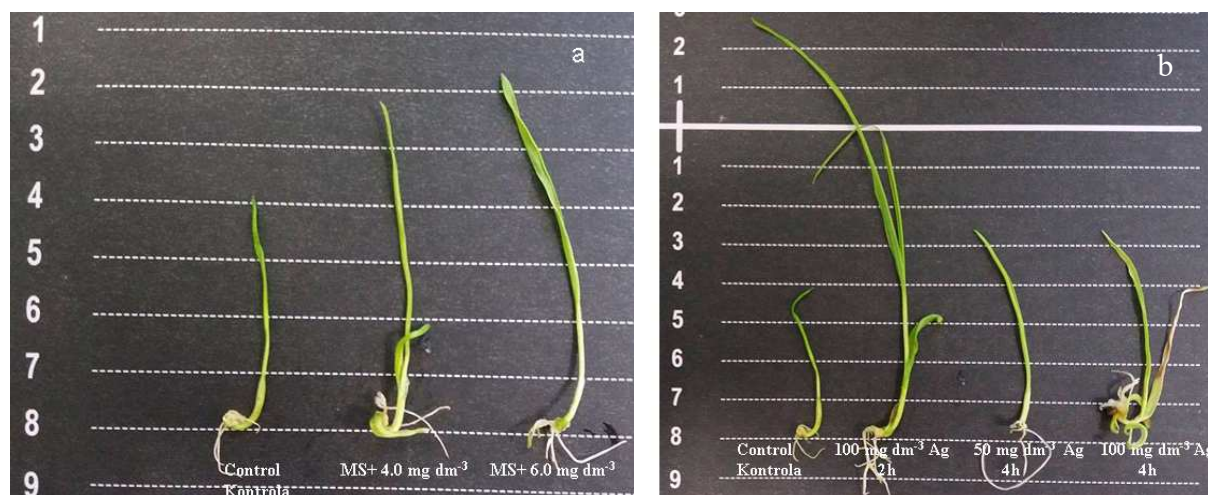 1
2
3
4
5
6
7
8
9
a
Control
Kontrola
MS+ 4.0 mg dm-³
MS+ 6.0 mg dm-³
2
1
1
2
3
4
5
6
7
8
9
b
Control
Kontrola
100 mg dm-³ Ag
2h
50 mg dm-³ Ag
4h
100 mg dm-³ Ag
4h